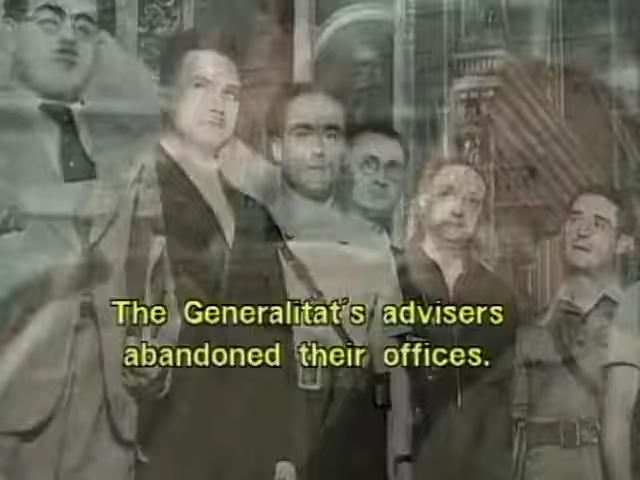 The Generalitat´s advisers
abandoned their offices.